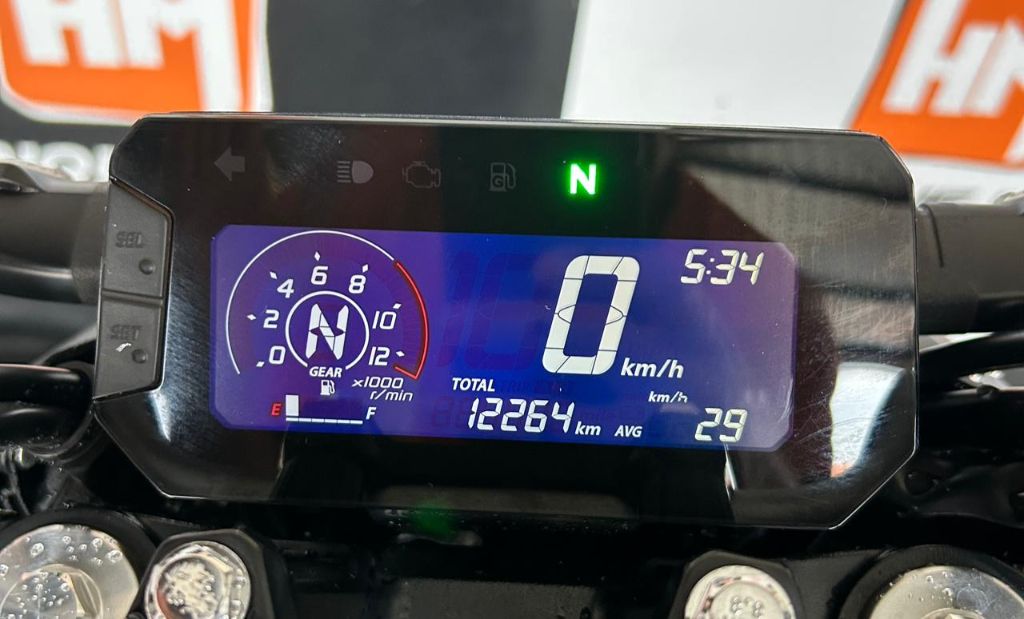 HM
HM
N
SEL
SET
5:34
0
km/h
0 2 4 6 8 10 12
N
GEAR
x1000
r/min
E F
TOTAL
12264 km
km/h
AVG 29